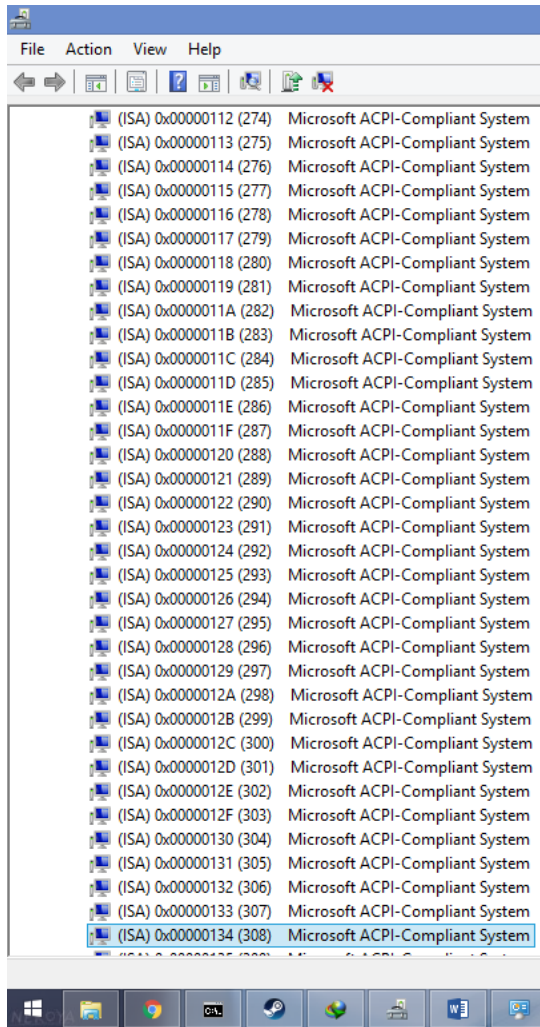 File Action View Help
(ISA) 0x00000112 (274) Microsoft ACPI-Compliant System
(ISA) 0x00000113 (275) Microsoft ACPI-Compliant System
(ISA) 0x00000114 (276) Microsoft ACPI-Compliant System
(ISA) 0x00000115 (277) Microsoft ACPI-Compliant System
(ISA) 0x00000116 (278) Microsoft ACPI-Compliant System
(ISA) 0x00000117 (279) Microsoft ACPI-Compliant System
(ISA) 0x00000118 (280) Microsoft ACPI-Compliant System
(ISA) 0x00000119 (281) Microsoft ACPI-Compliant System
(ISA) 0x0000011A (282) Microsoft ACPI-Compliant System
(ISA) 0x0000011B (283) Microsoft ACPI-Compliant System
(ISA) 0x0000011C (284) Microsoft ACPI-Compliant System
(ISA) 0x0000011D (285) Microsoft ACPI-Compliant System
(ISA) 0x0000011E (286) Microsoft ACPI-Compliant System
(ISA) 0x0000011F (287) Microsoft ACPI-Compliant System
(ISA) 0x00000120 (288) Microsoft ACPI-Compliant System
(ISA) 0x00000121 (289) Microsoft ACPI-Compliant System
(ISA) 0x00000122 (290) Microsoft ACPI-Compliant System
(ISA) 0x00000123 (291) Microsoft ACPI-Compliant System
(ISA) 0x00000124 (292) Microsoft ACPI-Compliant System
(ISA) 0x00000125 (293) Microsoft ACPI-Compliant System
(ISA) 0x00000126 (294) Microsoft ACPI-Compliant System
(ISA) 0x00000127 (295) Microsoft ACPI-Compliant System
(ISA) 0x00000128 (296) Microsoft ACPI-Compliant System
(ISA) 0x00000129 (297) Microsoft ACPI-Compliant System
(ISA) 0x0000012A (298) Microsoft ACPI-Compliant System
(ISA) 0x0000012B (299) Microsoft ACPI-Compliant System
(ISA) 0x0000012C (300) Microsoft ACPI-Compliant System
(ISA) 0x0000012D (301) Microsoft ACPI-Compliant System
(ISA) 0x0000012E (302) Microsoft ACPI-Compliant System
(ISA) 0x0000012F (303) Microsoft ACPI-Compliant System
(ISA) 0x00000130 (304) Microsoft ACPI-Compliant System
(ISA) 0x00000131 (305) Microsoft ACPI-Compliant System
(ISA) 0x00000132 (306) Microsoft ACPI-Compliant System
(ISA) 0x00000133 (307) Microsoft ACPI-Compliant System
(ISA) 0x00000134 (308) Microsoft ACPI-Compliant System